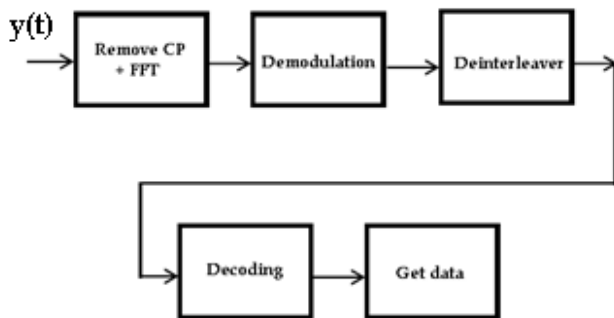 y(t)
Remove CP
+ FFT
Demodulation
Deinterleaver
Decoding
Get data